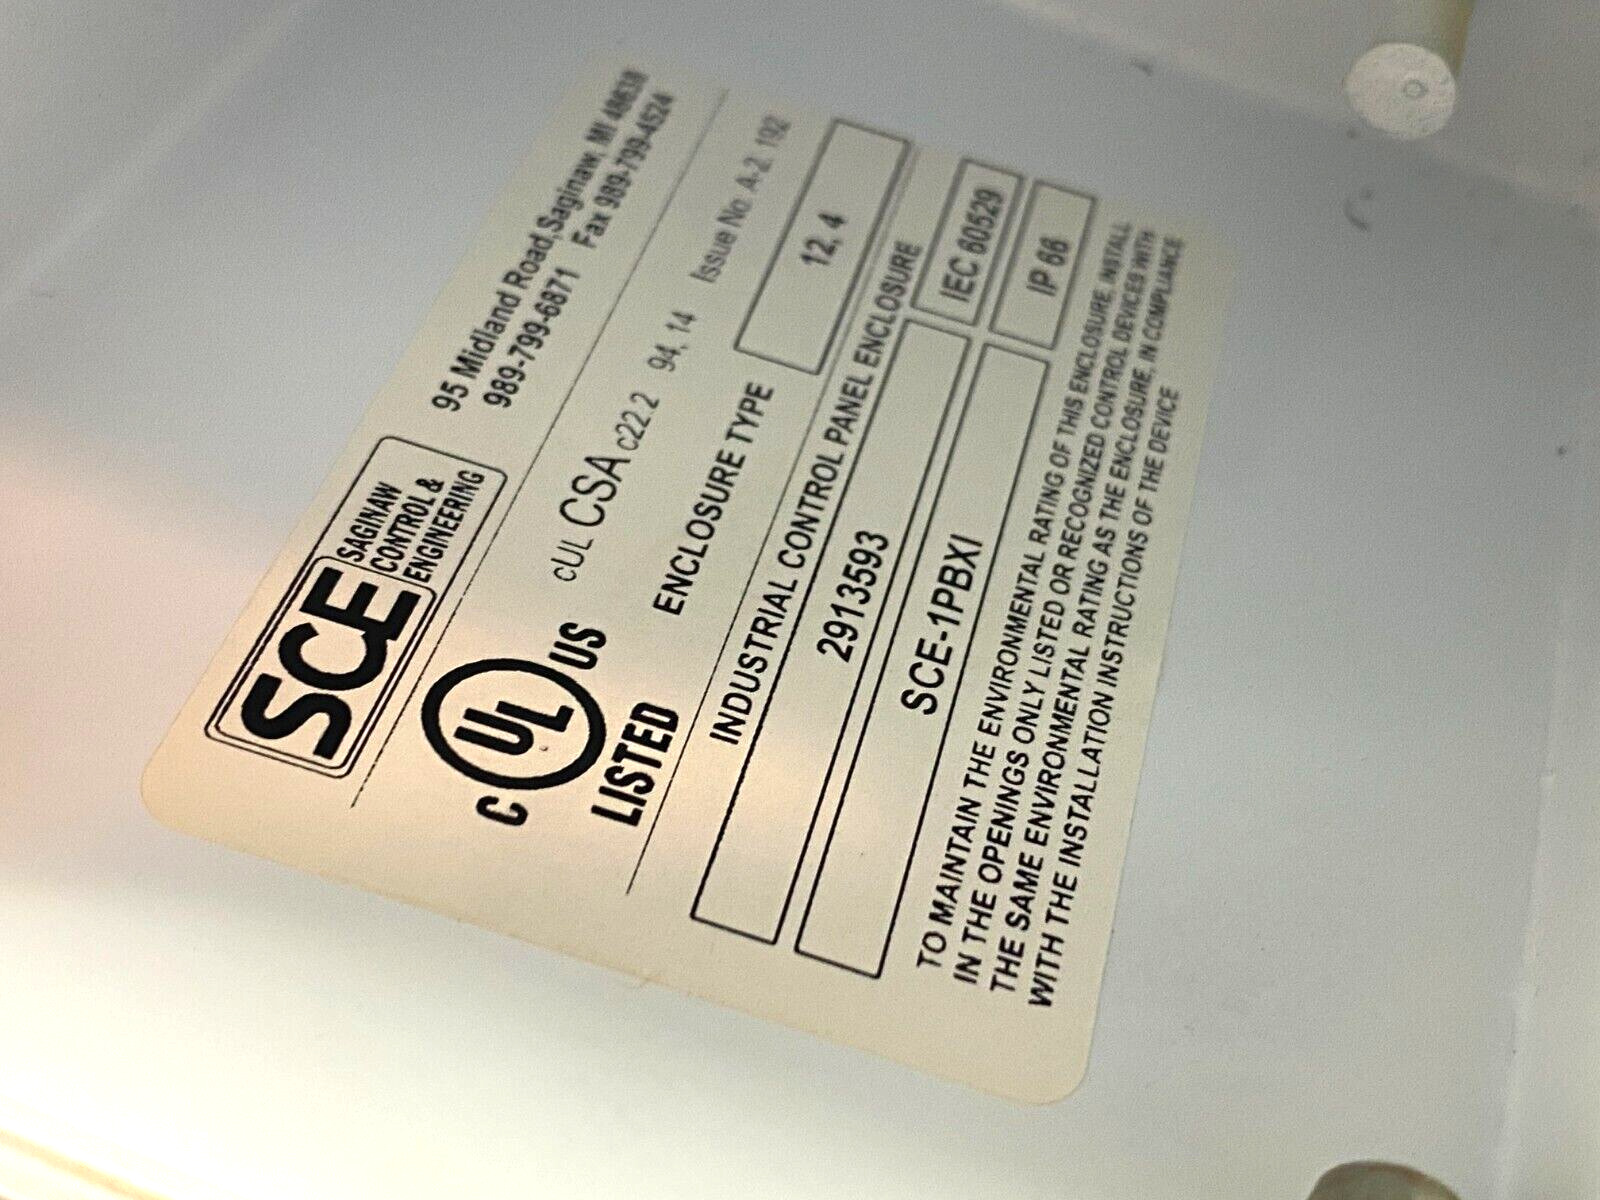 SCE SAGINAW
CONTROL &
ENGINEERING
95 Midland Road,Saginaw, MI 48638
989-799-6871 Fax 989-799-4524
C UL US
LISTED
cUL CSA c22.2 94, 14 Issue No. A-2, 192
ENCLOSURE TYPE 12, 4
INDUSTRIAL CONTROL PANEL ENCLOSURE
2913593 IEC 60529
SCE-1PBXI IP 66
TO MAINTAIN THE ENVIRONMENTAL RATING OF THIS ENCLOSURE, INSTALL
IN THE OPENINGS ONLY LISTED OR RECOGNIZED CONTROL DEVICES WITH
THE SAME ENVIRONMENTAL RATING AS THE ENCLOSURE, IN COMPLIANCE
WITH THE INSTALLATION INSTRUCTIONS OF THE DEVICE